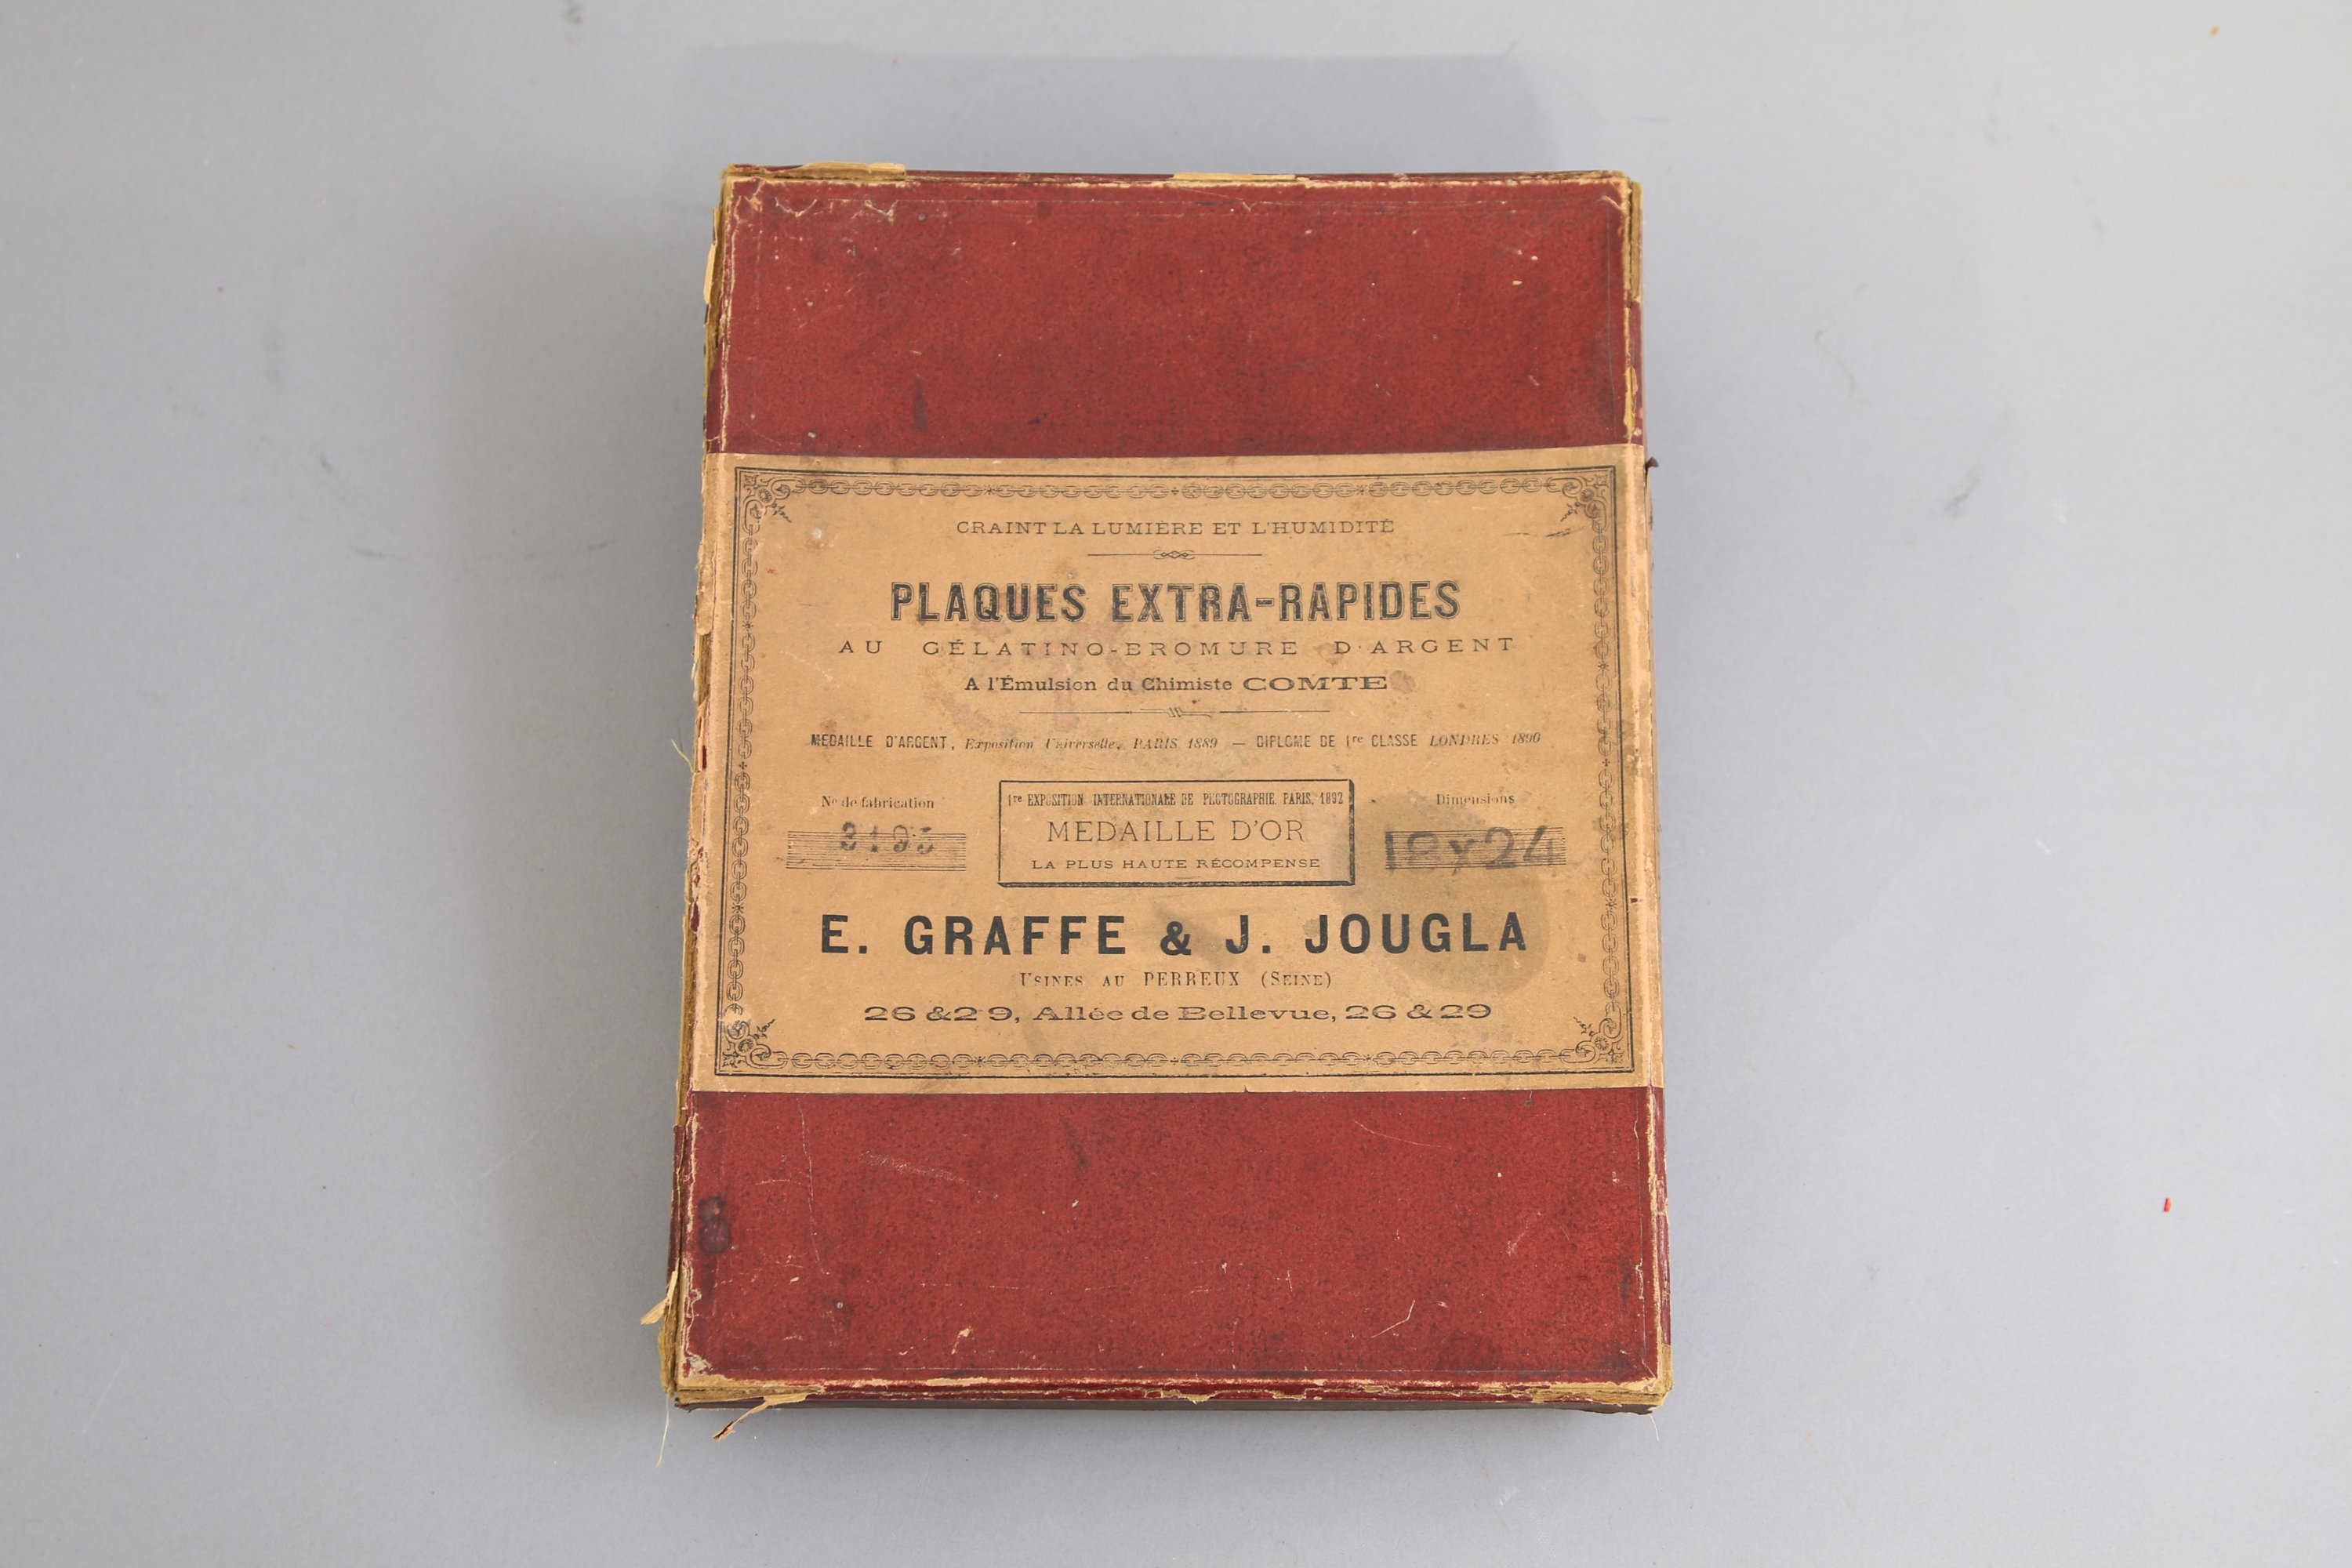 CRAINT LA LUMIÈRE ET L'HUMIDITÉ
PLAQUES EXTRA-RAPIDES
AU GÉLATINO-BROMURE D'ARGENT
A l'Émulsion du Chimiste COMTE
MEDAILLE D'ARGENT, Exposition Universelle, PARIS 1889 — DIPLOME DE 1re CLASSE LONDRES 1890
No de fabrication
3195
1re EXPOSITION INTERNATIONALE DE PHOTOGRAPHIE. PARIS, 1892
MEDAILLE D'OR
LA PLUS HAUTE RÉCOMPENSE
Dimensions
18x24
E. GRAFFE & J. JOUGLA
USINES AU PERREUX (SEINE)
26 & 29, Allée de Bellevue, 26 & 29
8